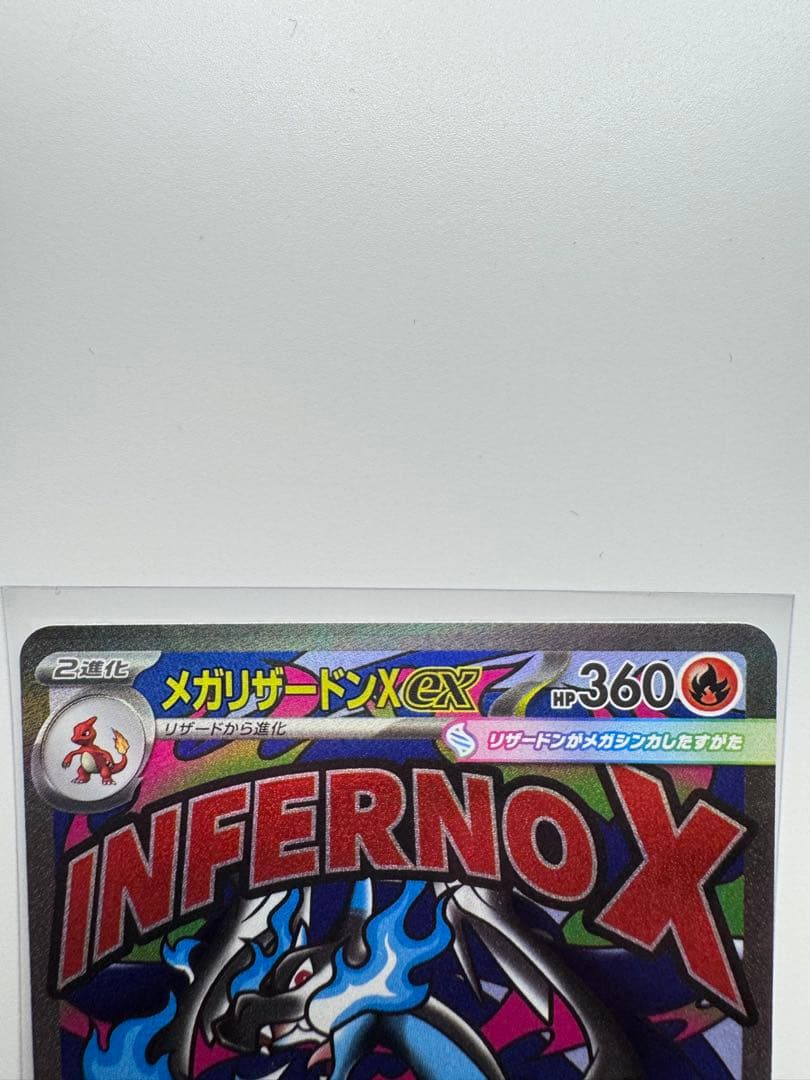 2進化
メガリザードンXex HP360
リザードから進化
リザードンがメガシンカしたすがた
INFERNO X